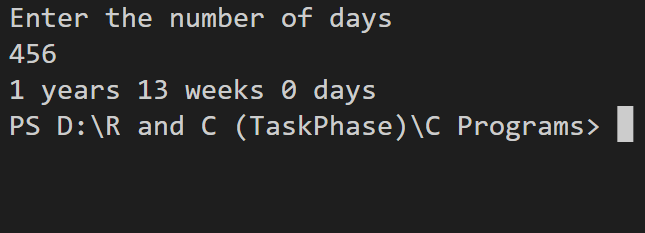 Enter the number of days
456
1 years 13 weeks 0 days
PS D:\R and C (TaskPhase)\C Programs>